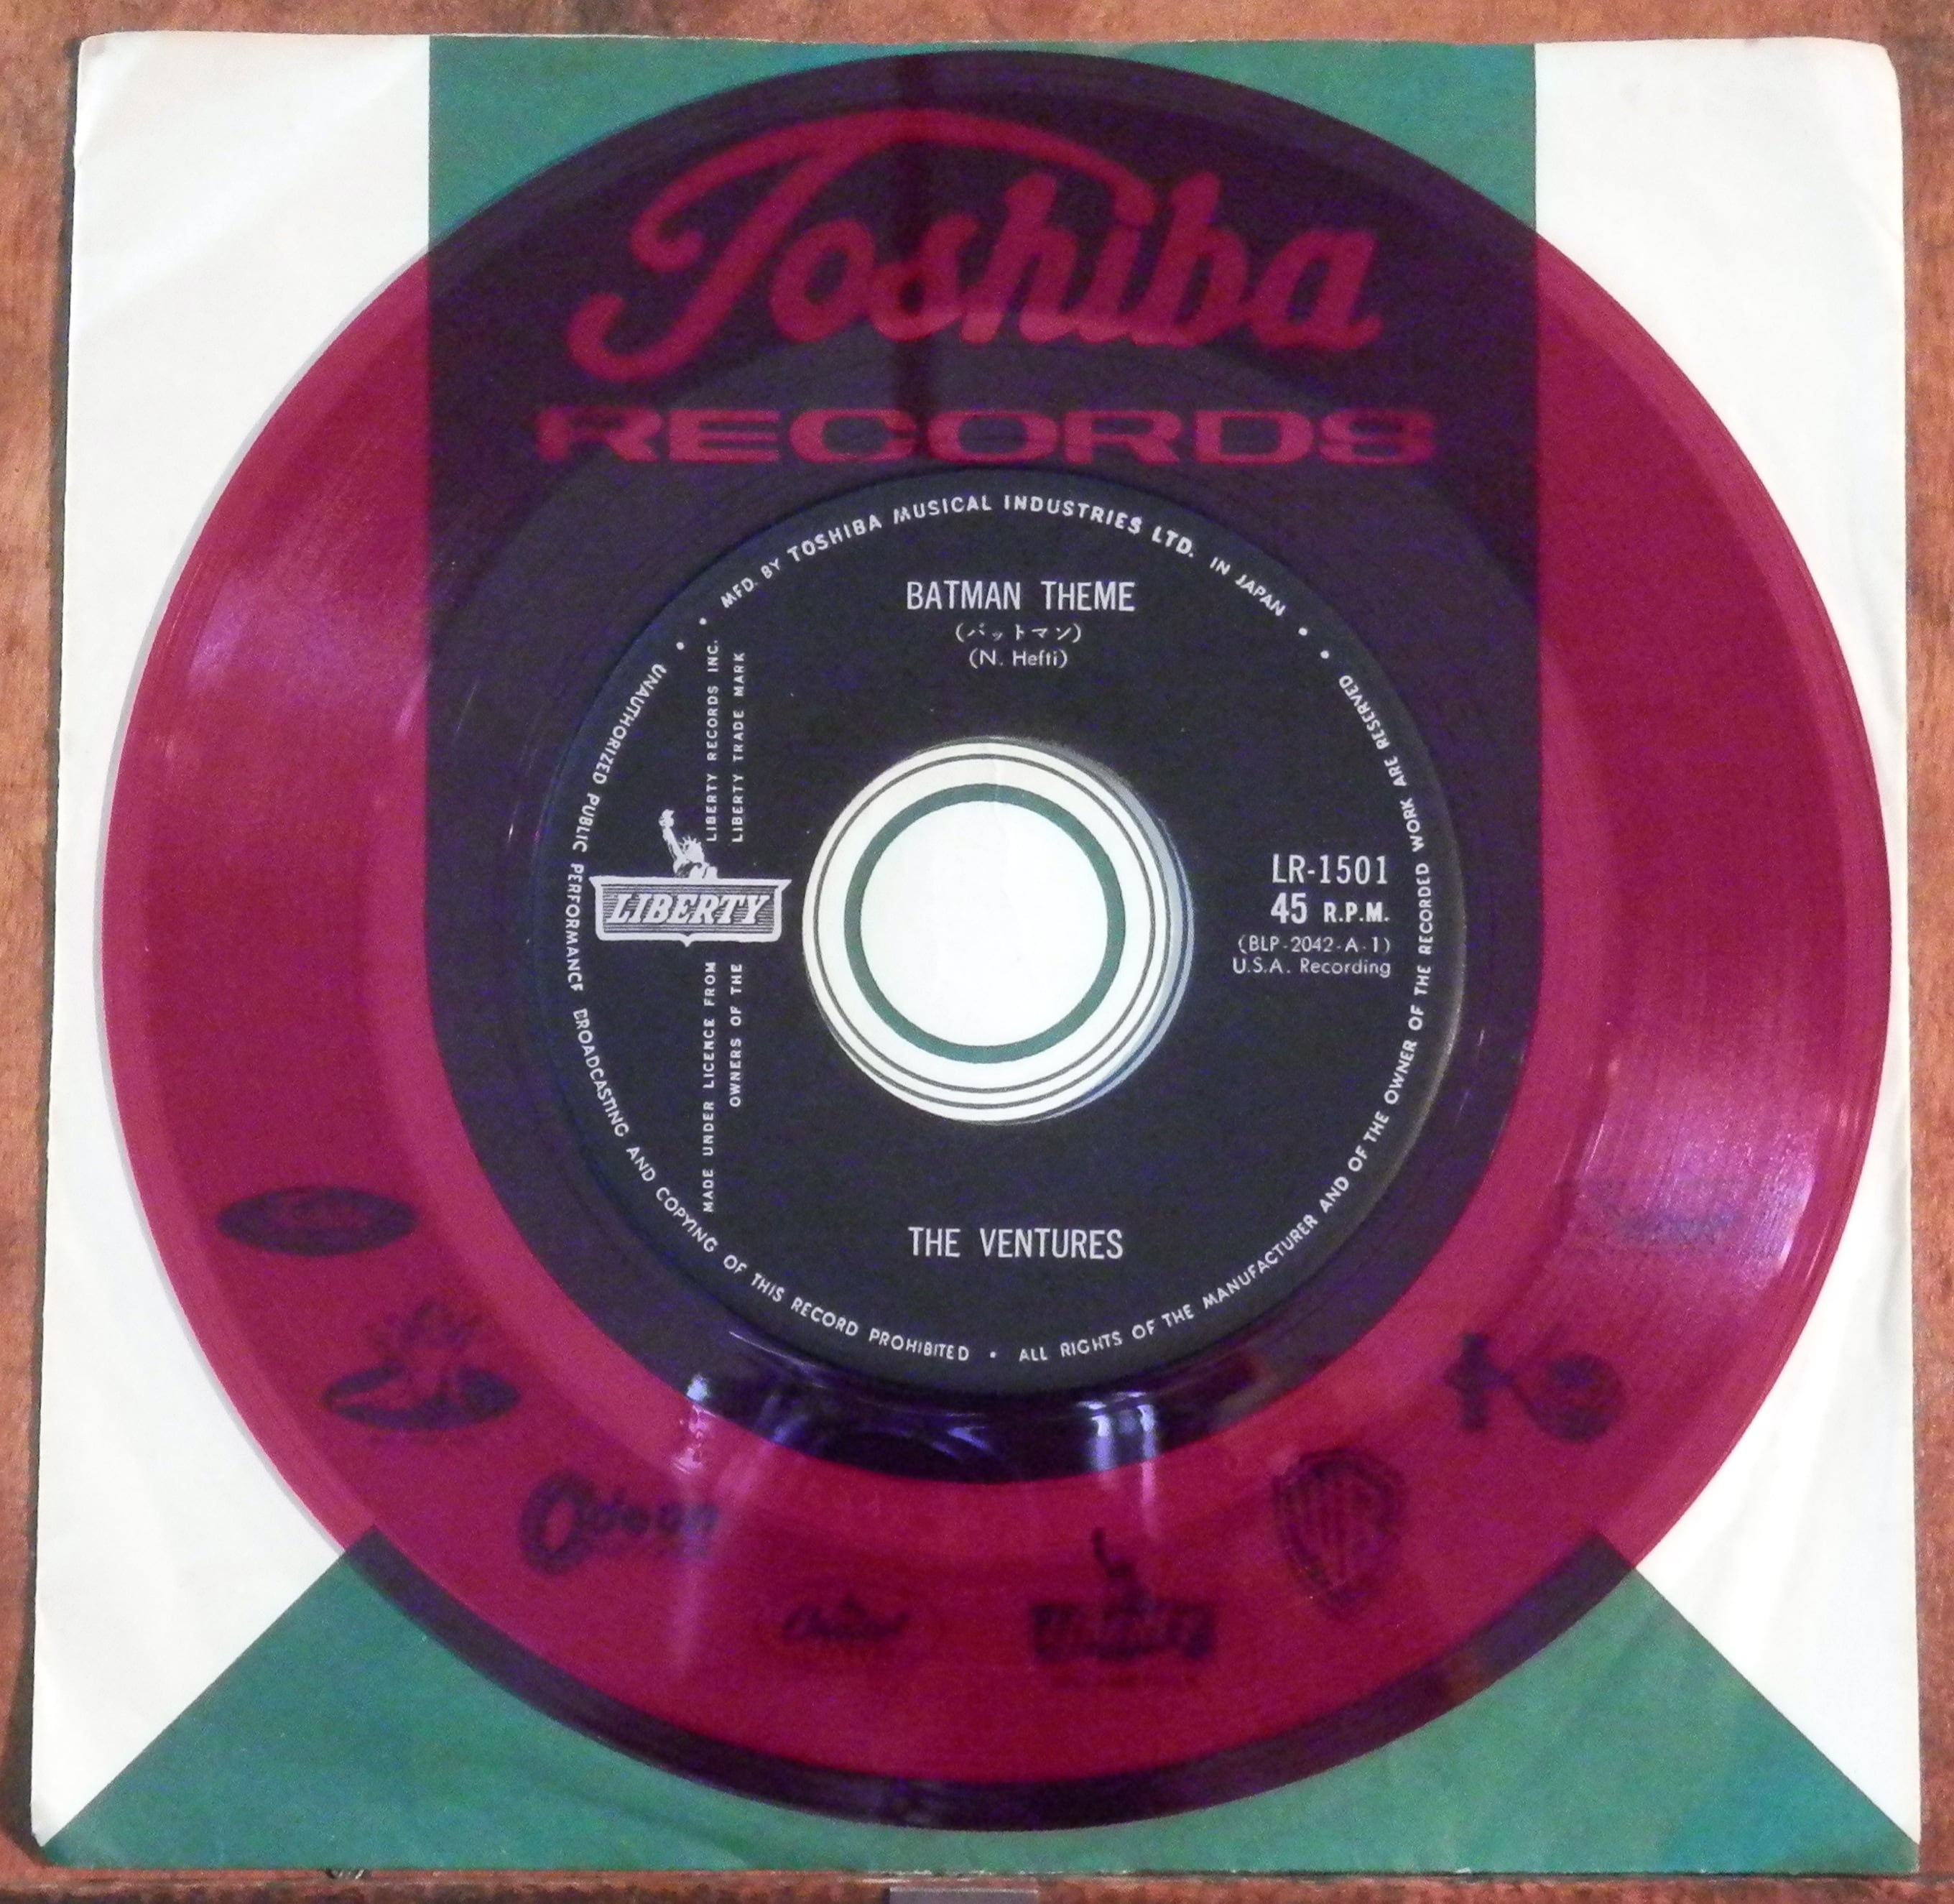 Toshiba
RECORDS
MFD. BY TOSHIBA MUSICAL INDUSTRIES LTD. IN JAPAN
BATMAN THEME
(バットマン)
(N. Hefti)
LIBERTY RECORDS INC.
LIBERTY TRADE MARK
LIBERTY
MADE UNDER LICENCE FROM
OWNERS OF THE
LR-1501
45 R.P.M.
(BLP-2042-A-1)
U.S.A. Recording
THE VENTURES
UNAUTHORIZED PUBLIC PERFORMANCE BROADCASTING AND COPYING OF THIS RECORD PROHIBITED • ALL RIGHTS OF THE MANUFACTURER AND OF THE OWNER OF THE RECORDED WORK ARE RESERVED
Odeon
Capitol
LIBERTY